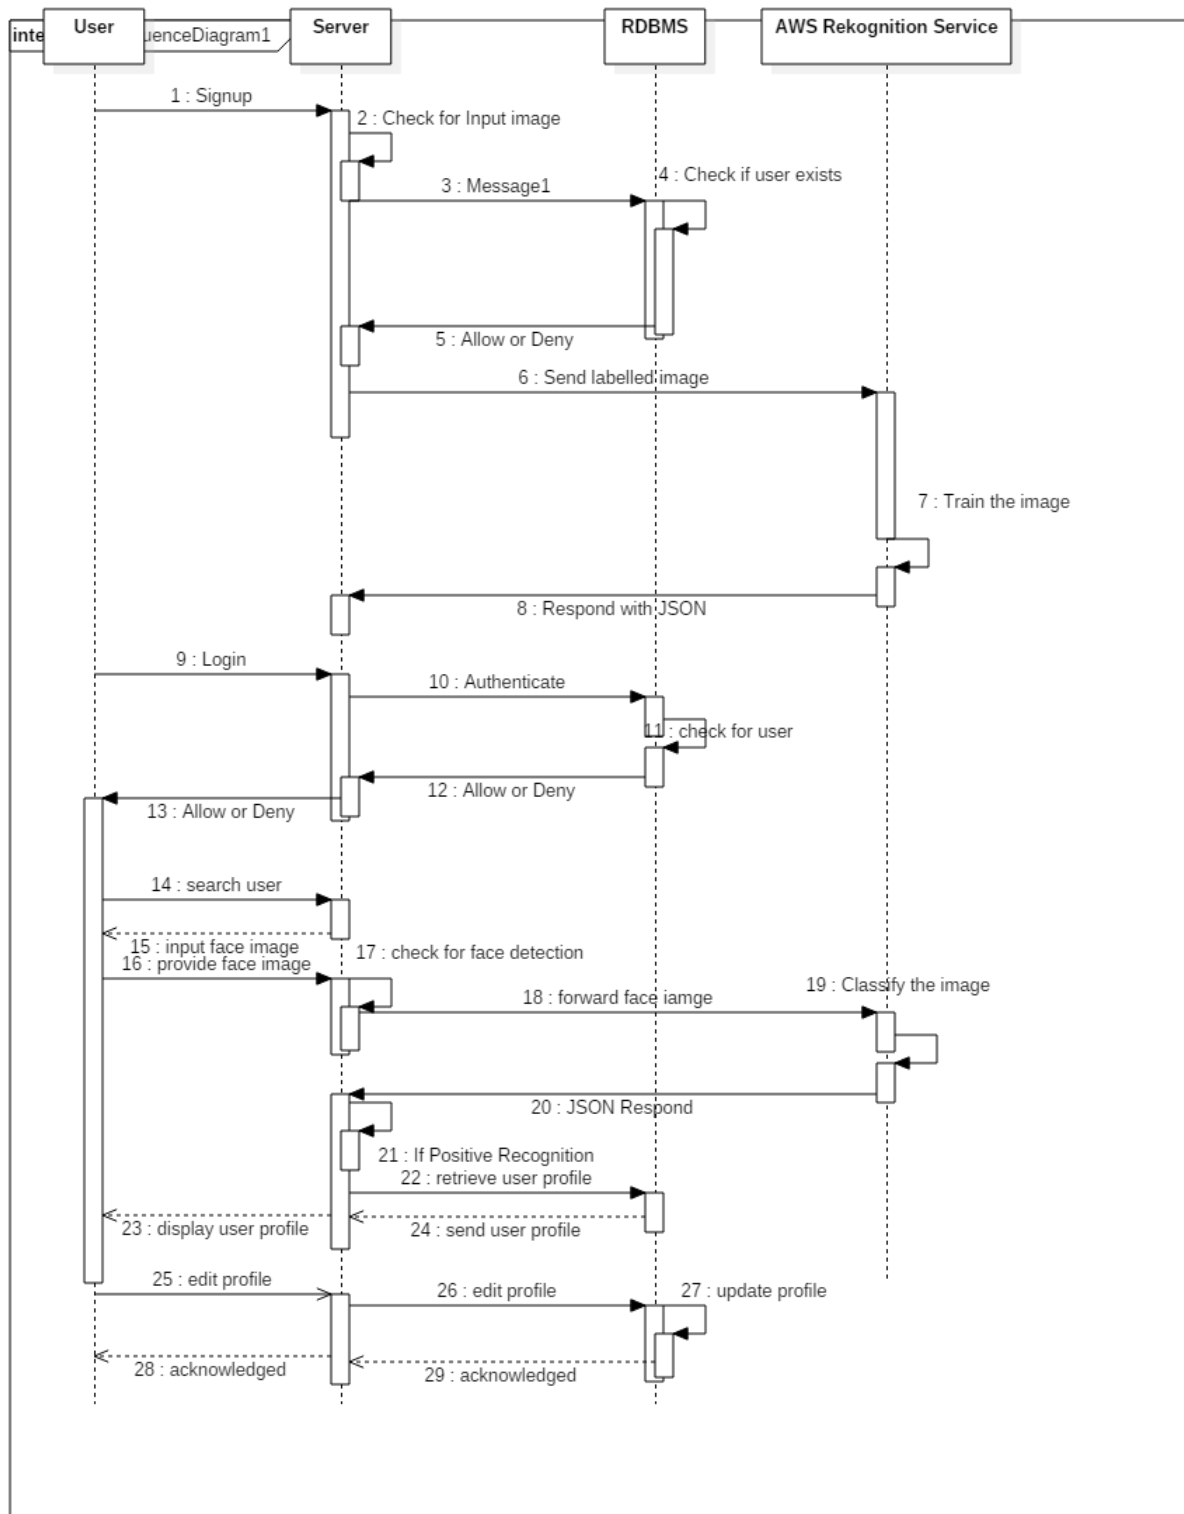 inte
uenceDiagram1
User
Server
RDBMS
AWS Rekognition Service
1 : Signup
2 : Check for Input image
3 : Message1
4 : Check if user exists
5 : Allow or Deny
6 : Send labelled image
7 : Train the image
8 : Respond with JSON
9 : Login
10 : Authenticate
11 : check for user
12 : Allow or Deny
13 : Allow or Deny
14 : search user
15 : input face image
16 : provide face image
17 : check for face detection
18 : forward face iamge
19 : Classify the image
20 : JSON Respond
21 : If Positive Recognition
22 : retrieve user profile
23 : display user profile
24 : send user profile
25 : edit profile
26 : edit profile
27 : update profile
28 : acknowledged
29 : acknowledged